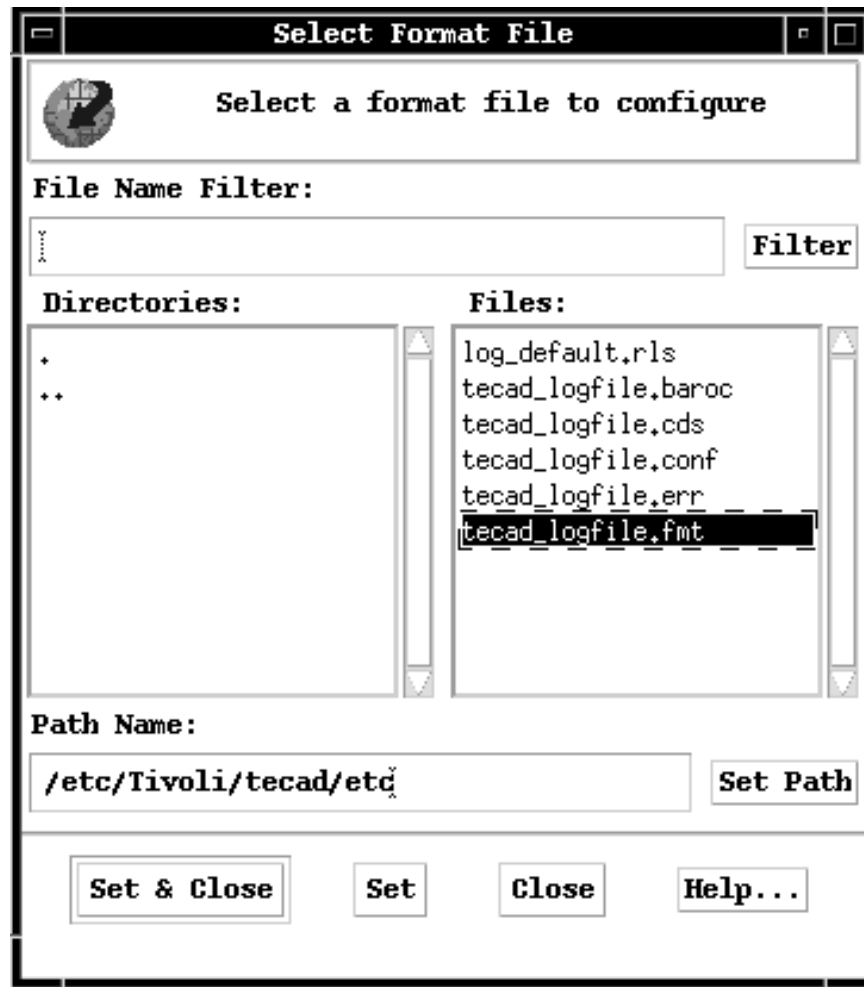 Select Format File
Select a format file to configure
File Name Filter:
Filter
Directories:
.
..
Files:
log_default.rls
tecad_logfile.baroc
tecad_logfile.cds
tecad_logfile.conf
tecad_logfile.err
tecad_logfile.fmt
Path Name:
/etc/Tivoli/tecad/etc
Set Path
Set & Close
Set
Close
Help...